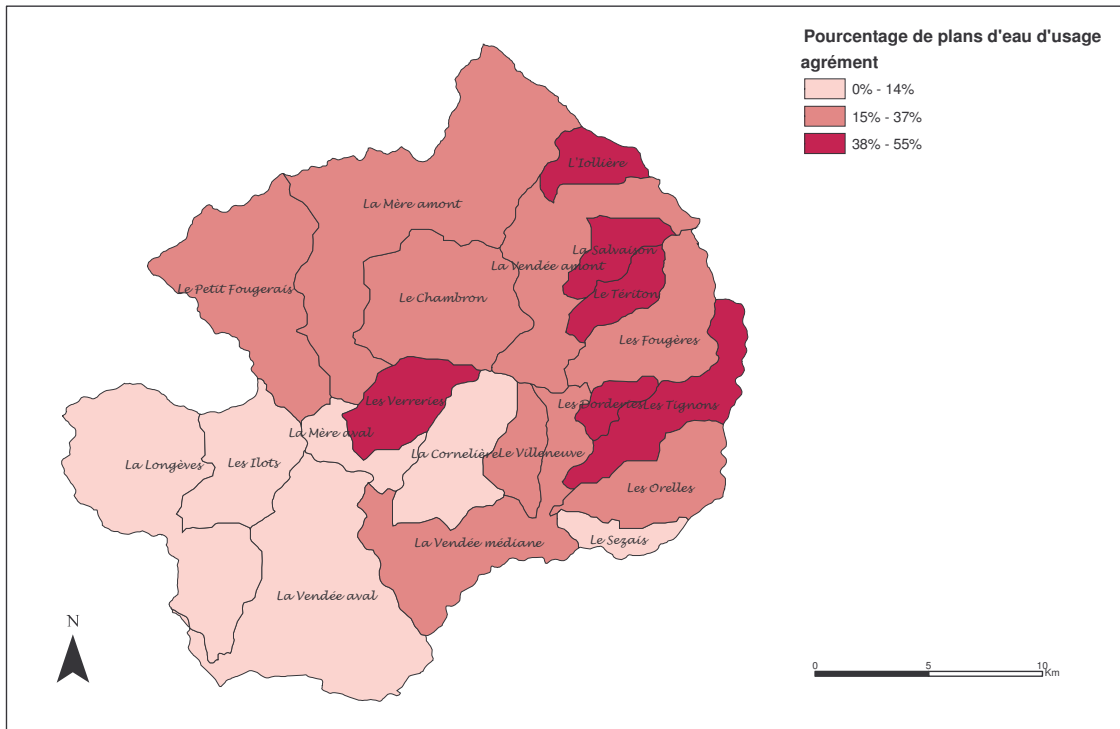 Pourcentage de plans d'eau d'usage
agrément
0% - 14%
15% - 37%
38% - 55%
L'Iollière
La Mère amont
La Salvaison
La Vendée amont
Le Petit Fougerais
Le Chambron
Le Tériton
Les Fougères
Les Verreries
Les Borderies
Les Tignons
La Mère aval
La Cornelière
Le Villeneuve
La Longèves
Les Ilots
Les Orelles
La Vendée médiane
Le Sezais
La Vendée aval
N
0 5 10
Km